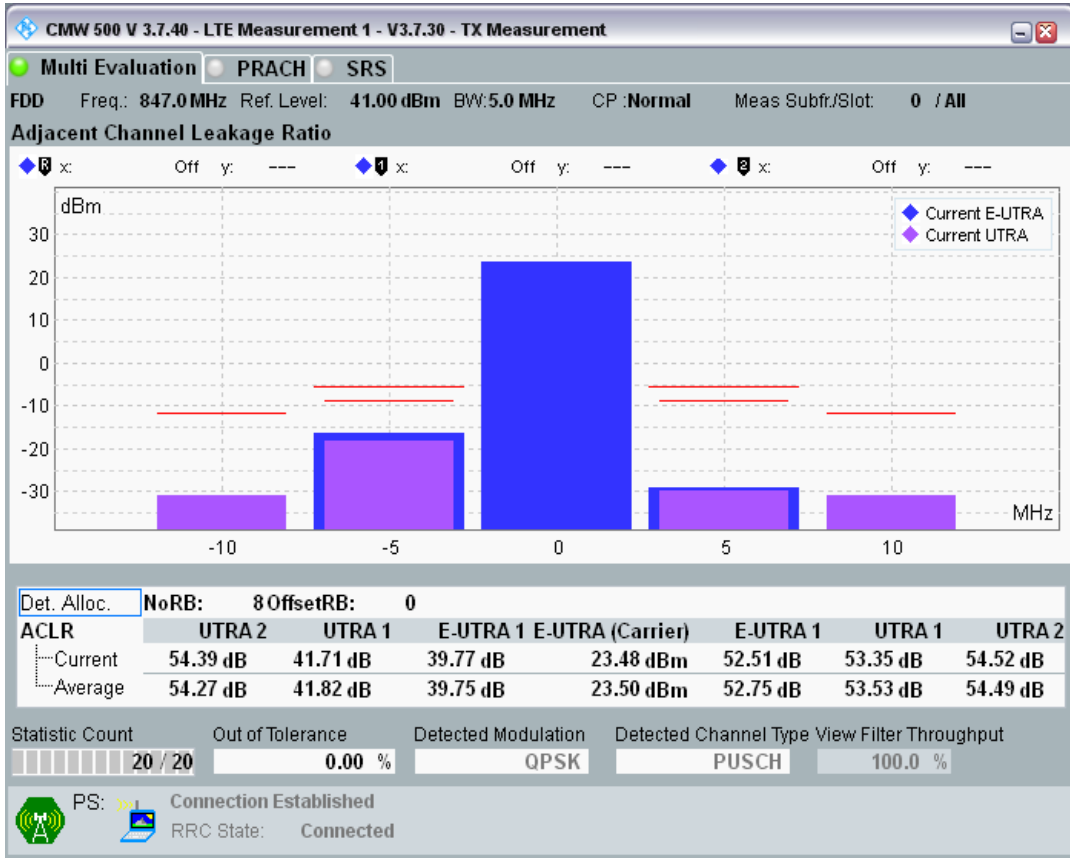 CMW 500 V 3.7.40 - LTE Measurement 1 - V3.7.30 - TX Measurement
Multi Evaluation PRACH SRS
FDD Freq.: 847.0 MHz Ref. Level: 41.00 dBm BW: 5.0 MHz CP : Normal Meas Subfr./Slot: 0 / All
Adjacent Channel Leakage Ratio
R x: Off y: --- 1 x: Off y: --- 2 x: Off y: ---
dBm
Current E-UTRA
Current UTRA
30
20
10
0
-10
-20
-30
MHz
-10 -5 0 5 10
Det. Alloc. NoRB: 8 OffsetRB: 0
ACLR UTRA 2 UTRA 1 E-UTRA 1 E-UTRA (Carrier) E-UTRA 1 UTRA 1 UTRA 2
Current 54.39 dB 41.71 dB 39.77 dB 23.48 dBm 52.51 dB 53.35 dB 54.52 dB
Average 54.27 dB 41.82 dB 39.75 dB 23.50 dBm 52.75 dB 53.53 dB 54.49 dB
Statistic Count Out of Tolerance Detected Modulation Detected Channel Type View Filter Throughput
20 / 20 0.00 % QPSK PUSCH 100.0 %
PS: Connection Established
RRC State: Connected